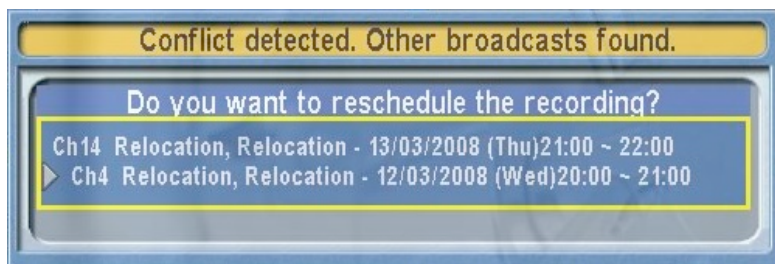 Conflict detected. Other broadcasts found.
Do you want to reschedule the recording?
Ch14 Relocation, Relocation - 13/03/2008 (Thu)21:00 ~ 22:00
Ch4 Relocation, Relocation - 12/03/2008 (Wed)20:00 ~ 21:00